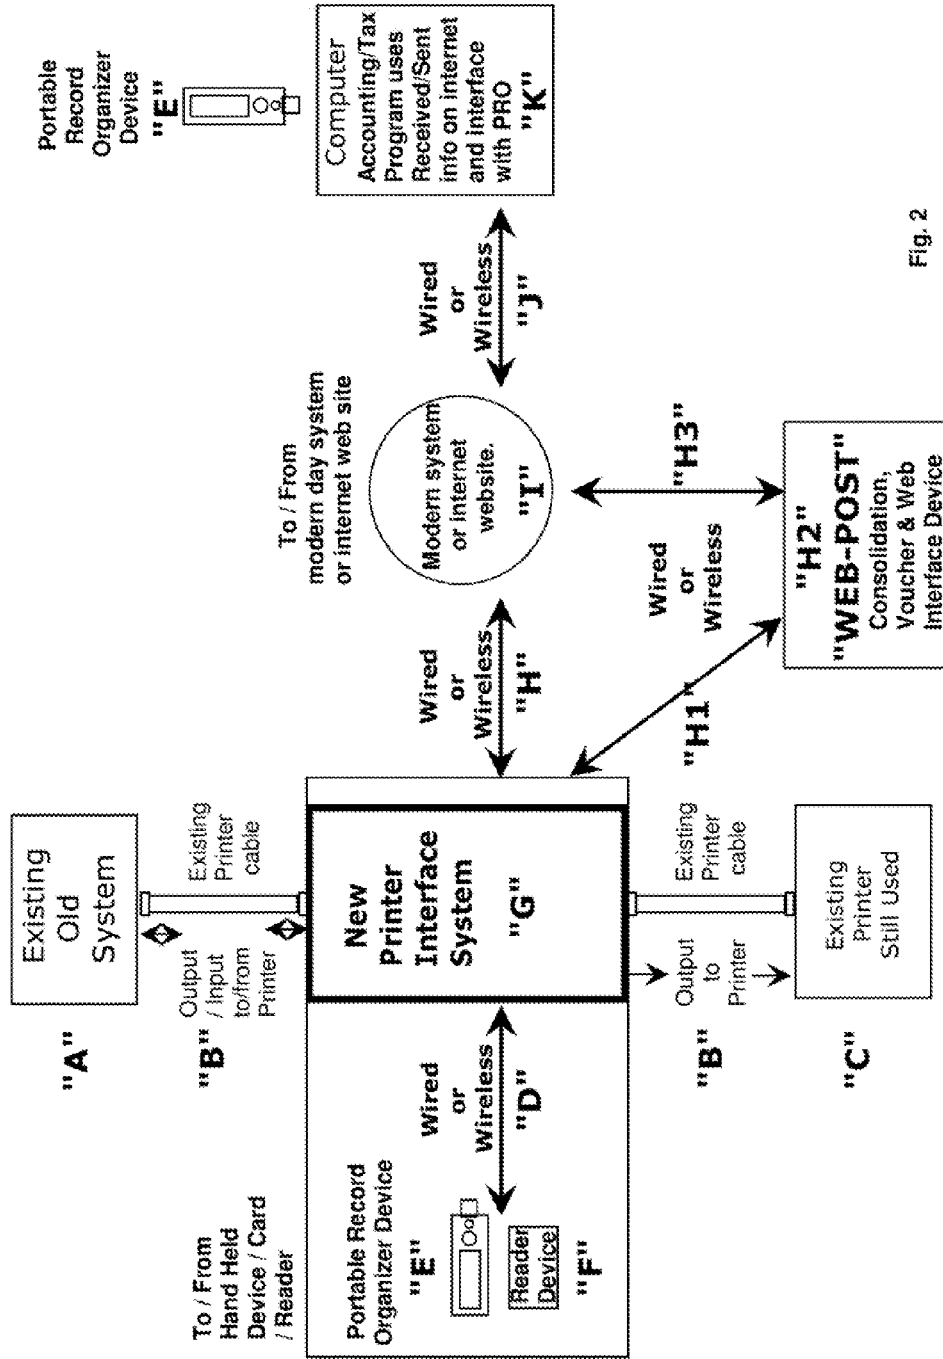 "A"
Existing
Old
System
"B"
Output
/ Input
to/from
Printer
Existing
Printer
cable
To / From
Hand Held
Device / Card
/ Reader
Portable Record
Organizer Device
"E"
Reader
Device
"F"
Wired
or
Wireless
"D"
New
Printer
Interface
System
"G"
"B"
Output
to
Printer
Existing
Printer
cable
"C"
Existing
Printer
Still Used
Wired
or
Wireless
"H"
To / From
modern day system
or internet web site
Modern system
or internet
website.
"I"
"H1"
Wired
or
Wireless
"H3"
"H2"
"WEB-POST"
Consolidation,
Voucher & Web
Interface Device
Wired
or
Wireless
"J"
Portable
Record
Organizer
Device
"E"
Computer
Accounting/Tax
Program uses
Received/Sent
info on internet
and interface
with PRO
"K"
Fig. 2